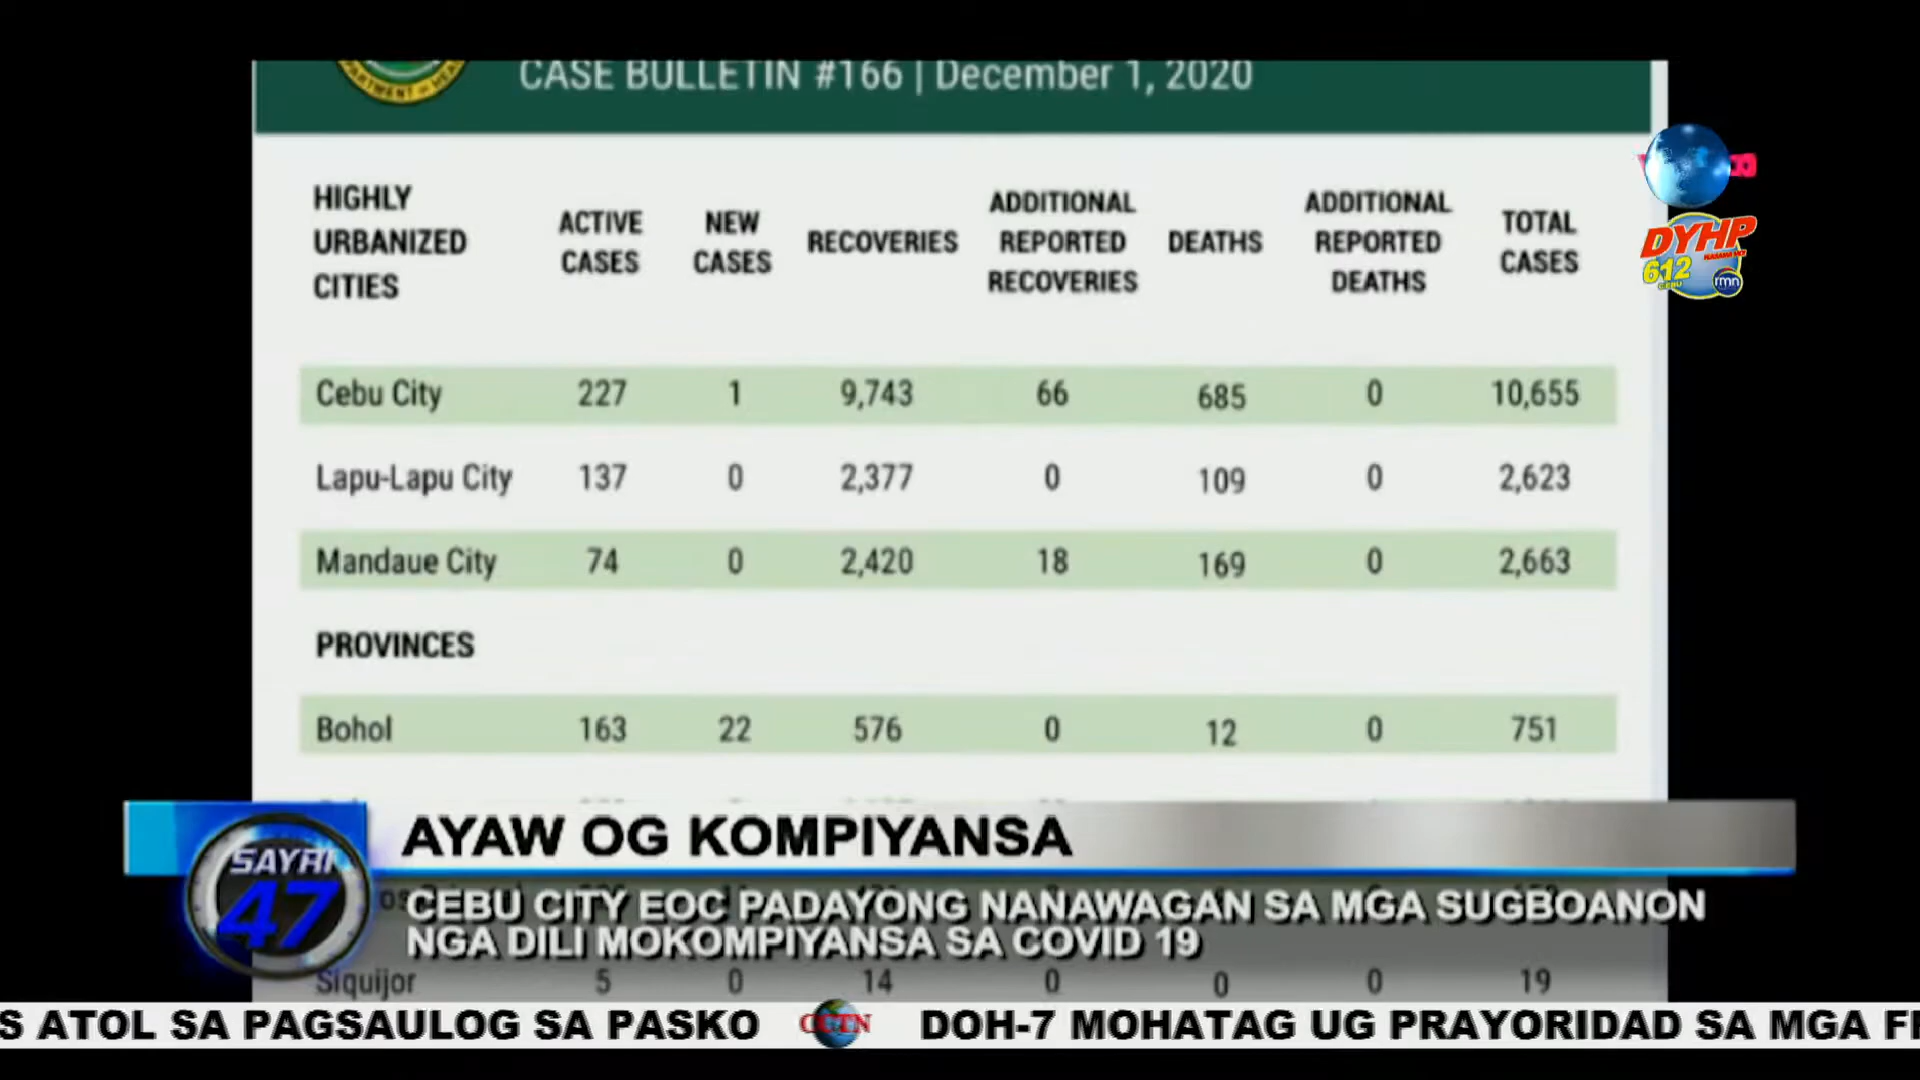 CASE BULLETIN #166 | December 1, 2020
HIGHLY URBANIZED CITIES ACTIVE CASES NEW CASES RECOVERIES ADDITIONAL REPORTED RECOVERIES DEATHS ADDITIONAL REPORTED DEATHS TOTAL CASES
Cebu City 227 1 9,743 66 685 0 10,655
Lapu-Lapu City 137 0 2,377 0 109 0 2,623
Mandaue City 74 0 2,420 18 169 0 2,663
PROVINCES
Bohol 163 22 576 0 12 0 751
Siquijor 5 0 14 0 0 0 19
DYHP
612
CEBU
rmn
SAYRI
47
AYAW OG KOMPIYANSA
CEBU CITY EOC PADAYONG NANAWAGAN SA MGA SUGBOANON
NGA DILI MOKOMPIYANSA SA COVID 19
S ATOL SA PAGSAULOG SA PASKO CCTN DOH-7 MOHATAG UG PRAYORIDAD SA MGA